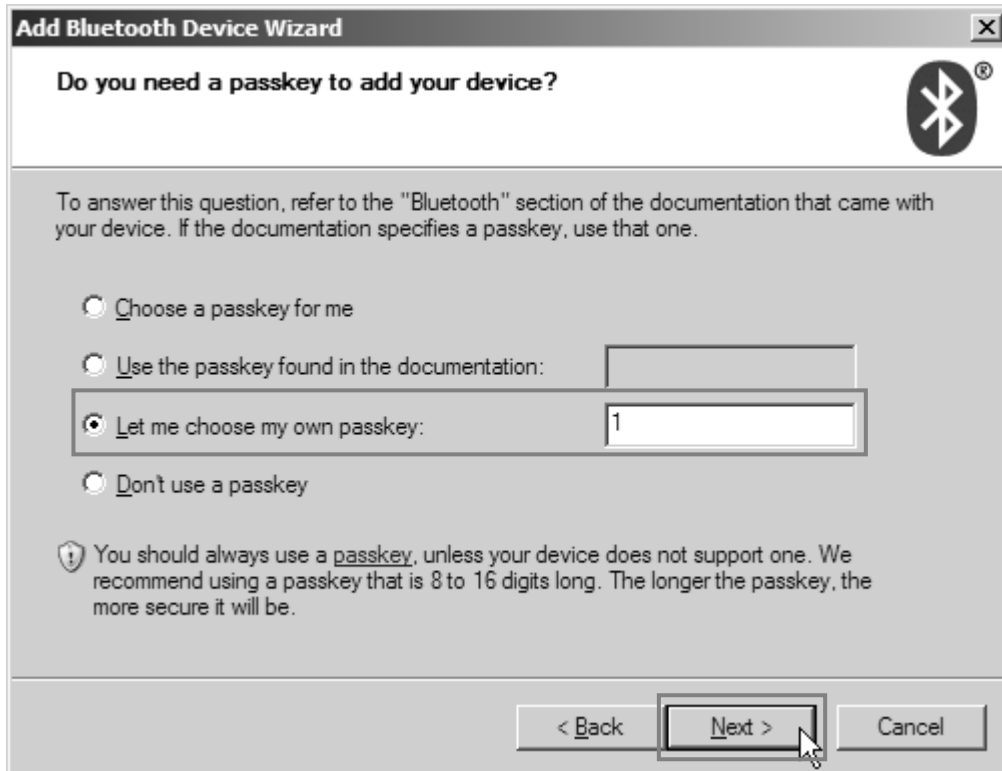 Add Bluetooth Device Wizard
Do you need a passkey to add your device?
®
To answer this question, refer to the "Bluetooth" section of the documentation that came with
your device. If the documentation specifies a passkey, use that one.
Choose a passkey for me
Use the passkey found in the documentation:
Let me choose my own passkey: 1
Don't use a passkey
You should always use a passkey, unless your device does not support one. We
recommend using a passkey that is 8 to 16 digits long. The longer the passkey, the
more secure it will be.
< Back Next > Cancel